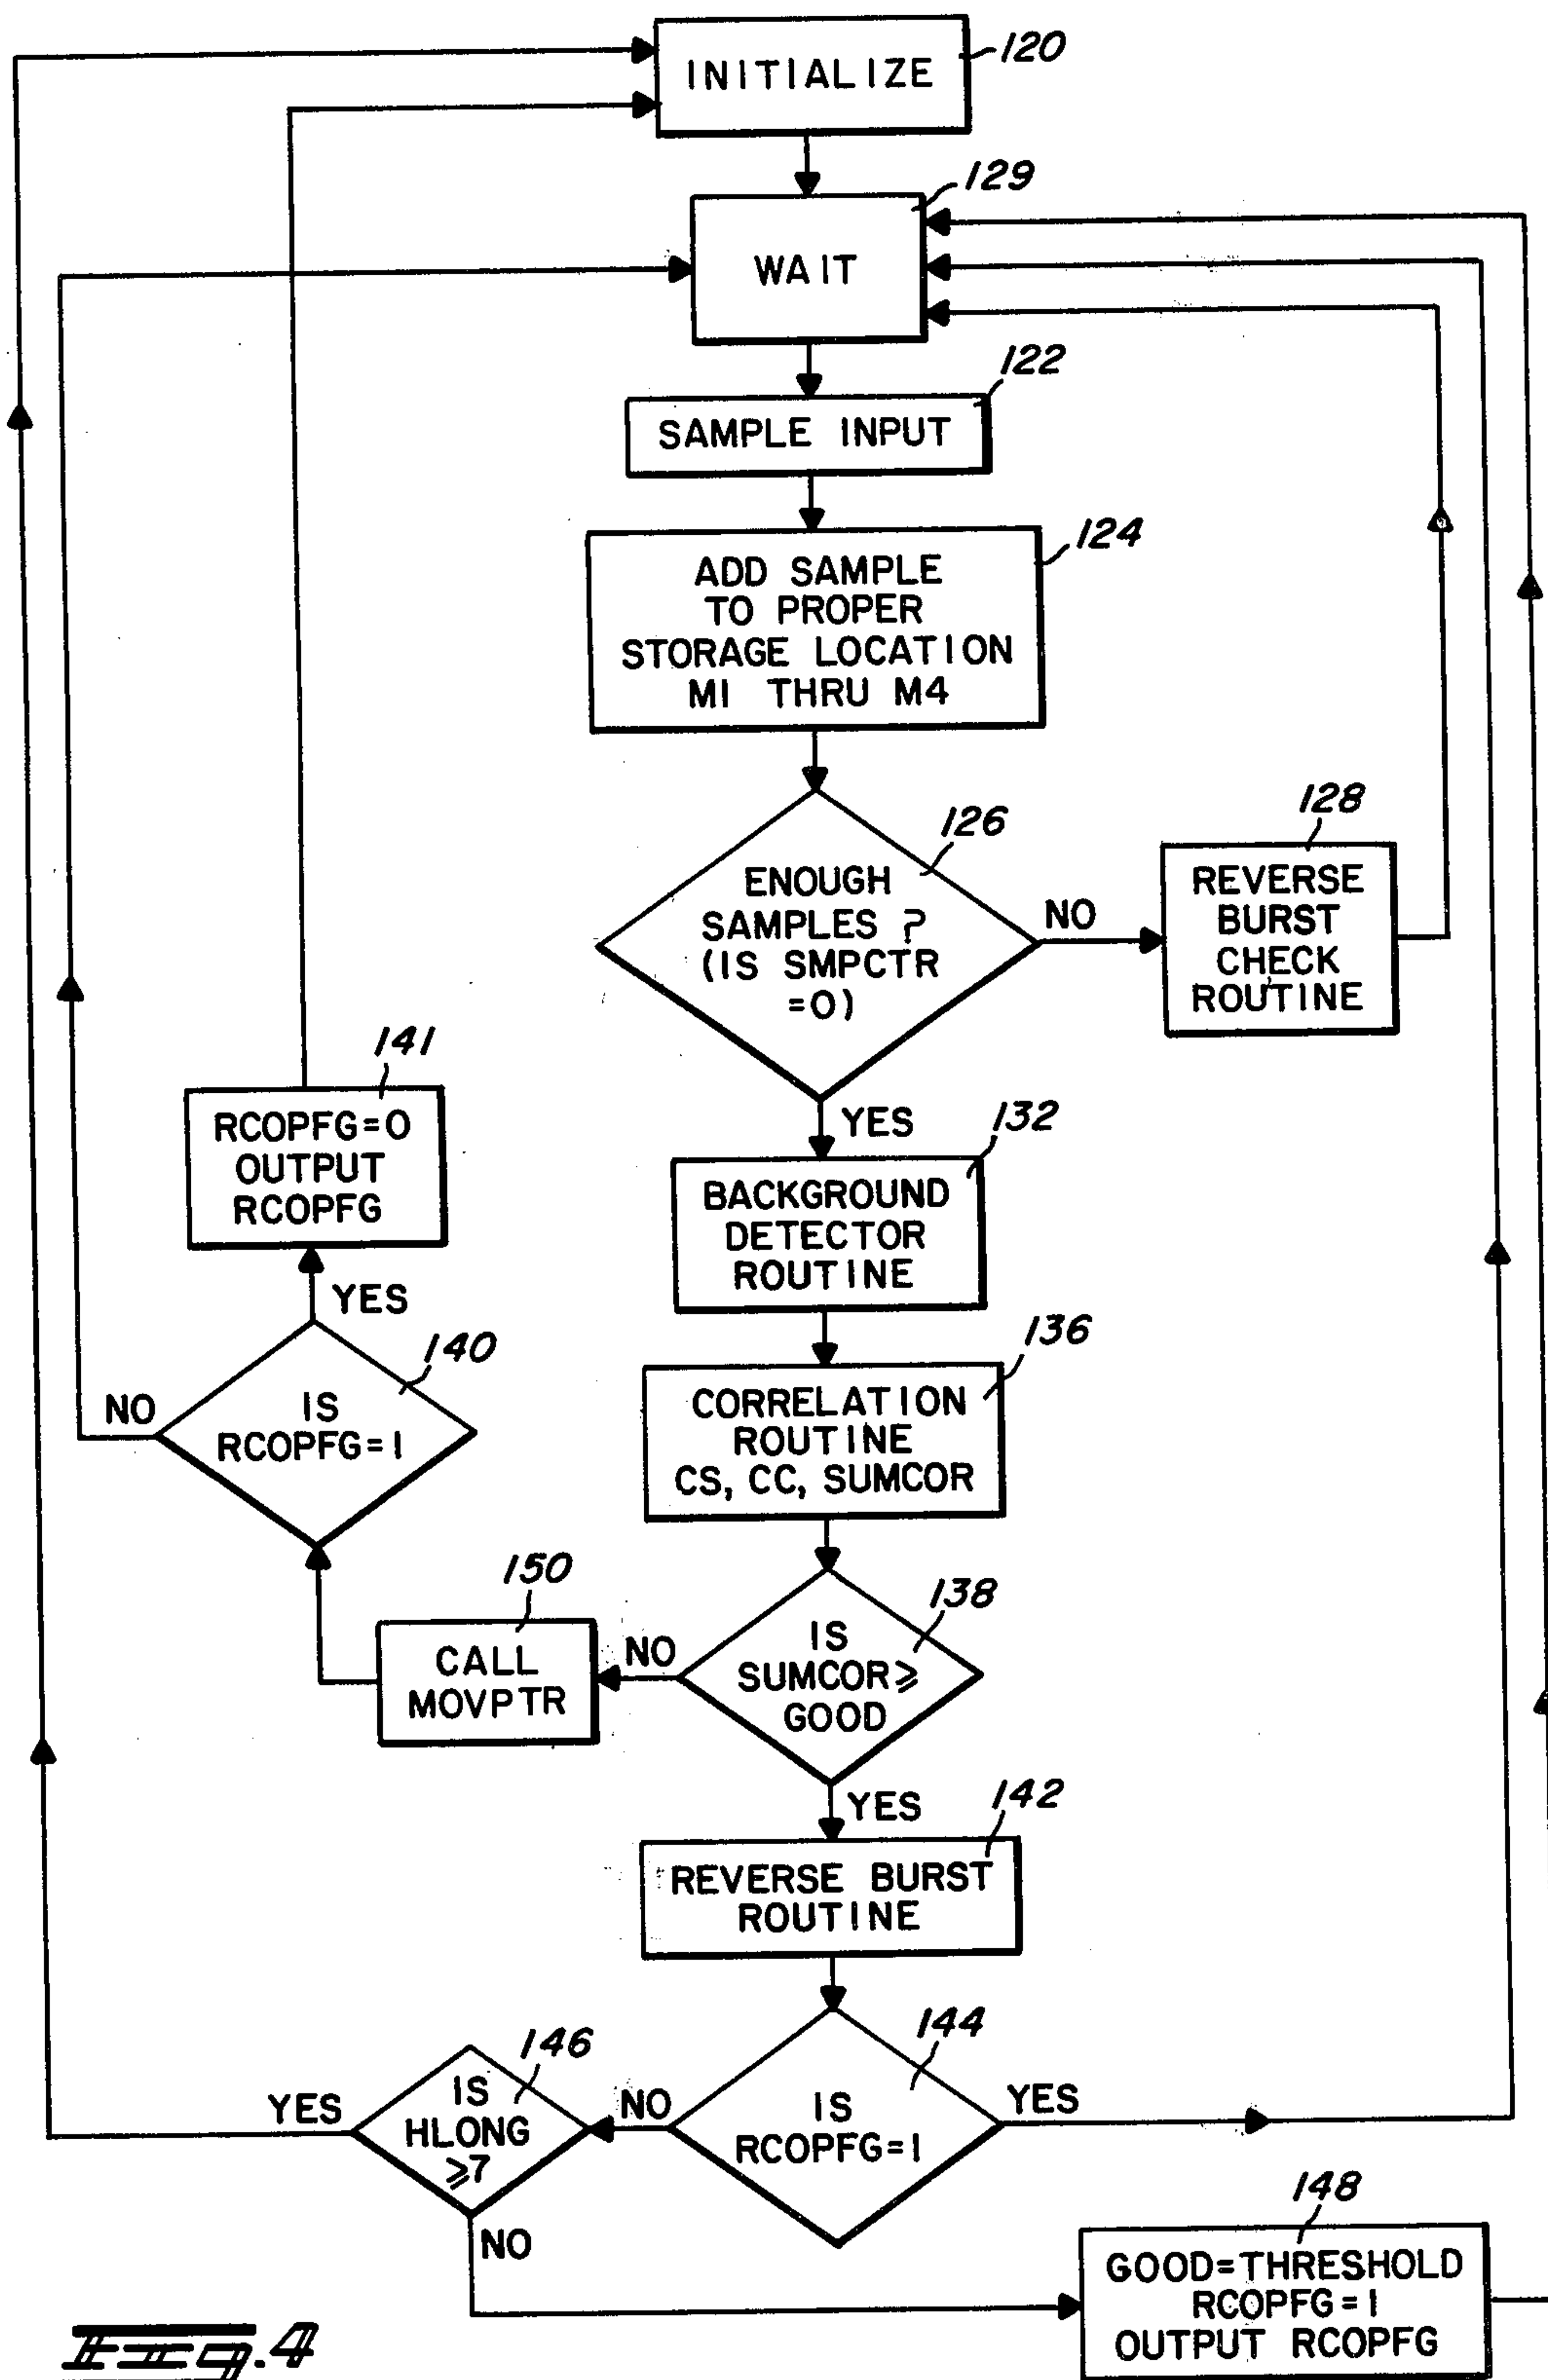 INITIALIZE
120
129
WAIT
122
SAMPLE INPUT
124
ADD SAMPLE
TO PROPER
STORAGE LOCATION
M1 THRU M4
126
ENOUGH
SAMPLES ?
(IS SMPCTR
=0)
NO
128
REVERSE
BURST
CHECK
ROUTINE
141
RCOPFG=0
OUTPUT
RCOPFG
YES
132
BACKGROUND
DETECTOR
ROUTINE
YES
140
IS
RCOPFG=1
NO
136
CORRELATION
ROUTINE
CS, CC, SUMCOR
150
CALL
MOVPTR
NO
138
IS
SUMCOR≥
GOOD
YES
142
REVERSE BURST
ROUTINE
146
IS
HLONG
≥7
YES
NO
144
IS
RCOPFG=1
YES
NO
148
GOOD=THRESHOLD
RCOPFG=1
OUTPUT RCOPFG
Fig. 4